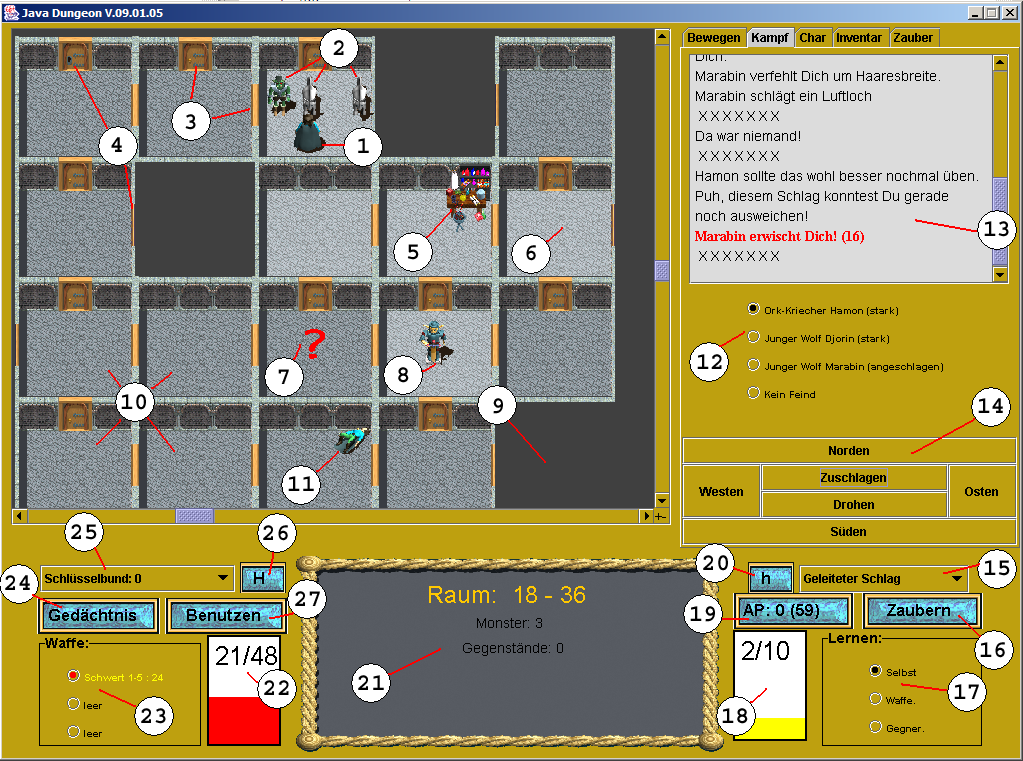 Java Dungeon V.09.01.05
Bewegen Kampf Char Inventar Zauber
Dich.
Marabin verfehlt Dich um Haaresbreite.
Marabin schlägt ein Luftloch
X X X X X X X
Da war niemand!
X X X X X X X
Hamon sollte das wohl besser nochmal üben.
Puh, diesem Schlag konntest Du gerade
noch ausweichen!
Marabin erwischt Dich! (16)
X X X X X X X
2
3
4
1
5
6
13
?
7
8
9
10
11
Ork-Kriecher Hamon (stark)
Junger Wolf Djorin (stark)
Junger Wolf Marabin (angeschlagen)
Kein Feind
12
14
Norden
Westen
Zuschlagen
Drohen
Osten
Süden
+-
25
26
24
Schlüsselbund: 0
H
Gedächtnis
Benutzen
27
Waffe:
Schwert 1-5 : 24
leer
leer
23
21/48
22
Raum: 18 - 36
Monster: 3
Gegenstände: 0
21
20
h
Geleiteter Schlag
15
19
AP: 0 (59)
Zaubern
16
2/10
18
Lernen:
Selbst
Waffe.
Gegner.
17